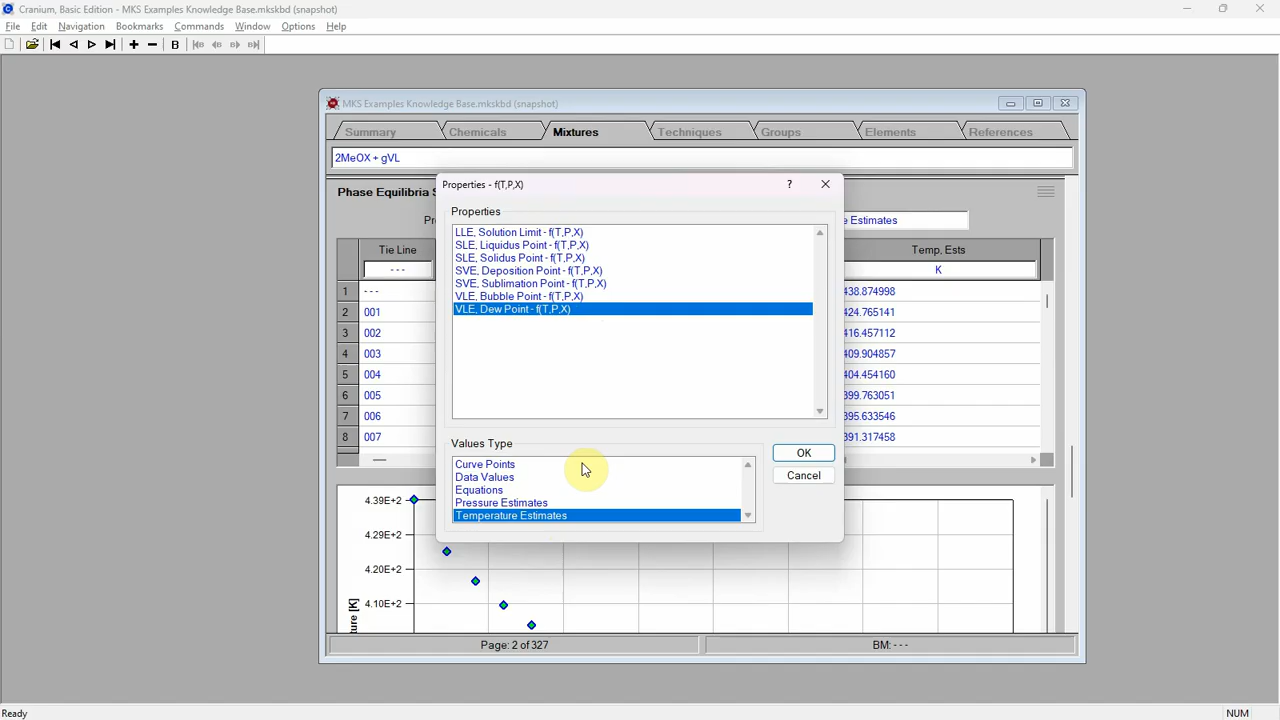 Cranium, Basic Edition - MKS Examples Knowledge Base.mkskbd (snapshot)
File Edit Navigation Bookmarks Commands Window Options Help
B
MKS Examples Knowledge Base.mkskbd (snapshot)
Summary Chemicals Mixtures Techniques Groups Elements References
2MeOX + gVL
Phase Equilibria
Properties - f(T,P,X)
?
Properties
LLE, Solution Limit - f(T,P,X)
SLE, Liquidus Point - f(T,P,X)
SLE, Solidus Point - f(T,P,X)
SVE, Deposition Point - f(T,P,X)
SVE, Sublimation Point - f(T,P,X)
VLE, Bubble Point - f(T,P,X)
VLE, Dew Point - f(T,P,X)
Values Type
Curve Points
Data Values
Equations
Pressure Estimates
Temperature Estimates
OK
Cancel
Estimates
Tie Line Temp, Ests
--- K
1 --- 438.874998
2 001 424.765141
3 002 416.457112
4 003 409.904857
5 004 404.454160
6 005 399.763051
7 006 395.633546
8 007 391.317458
4.39E+2
4.29E+2
4.20E+2
4.10E+2
ture [K]
Page: 2 of 327 BM: ---
Ready NUM